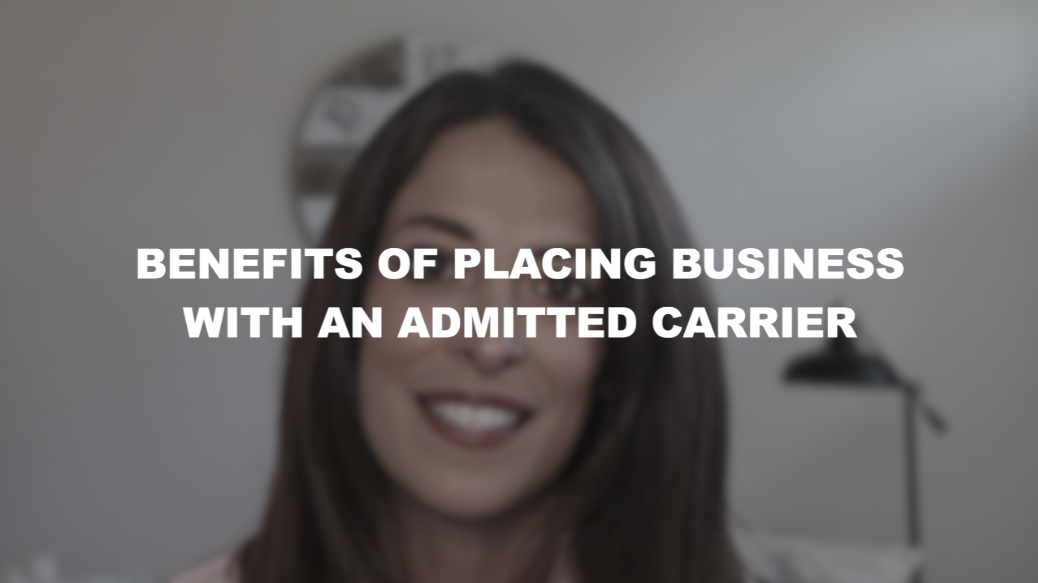 BENEFITS OF PLACING BUSINESS
WITH AN ADMITTED CARRIER